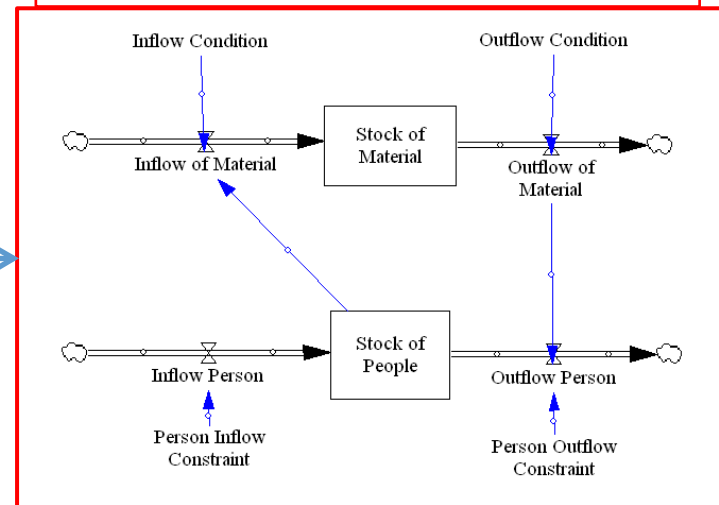 Inflow Condition
Outflow Condition
Stock of
Material
Inflow of Material
Outflow of
Material
Stock of
People
Inflow Person
Outflow Person
Person Inflow
Constraint
Person Outflow
Constraint